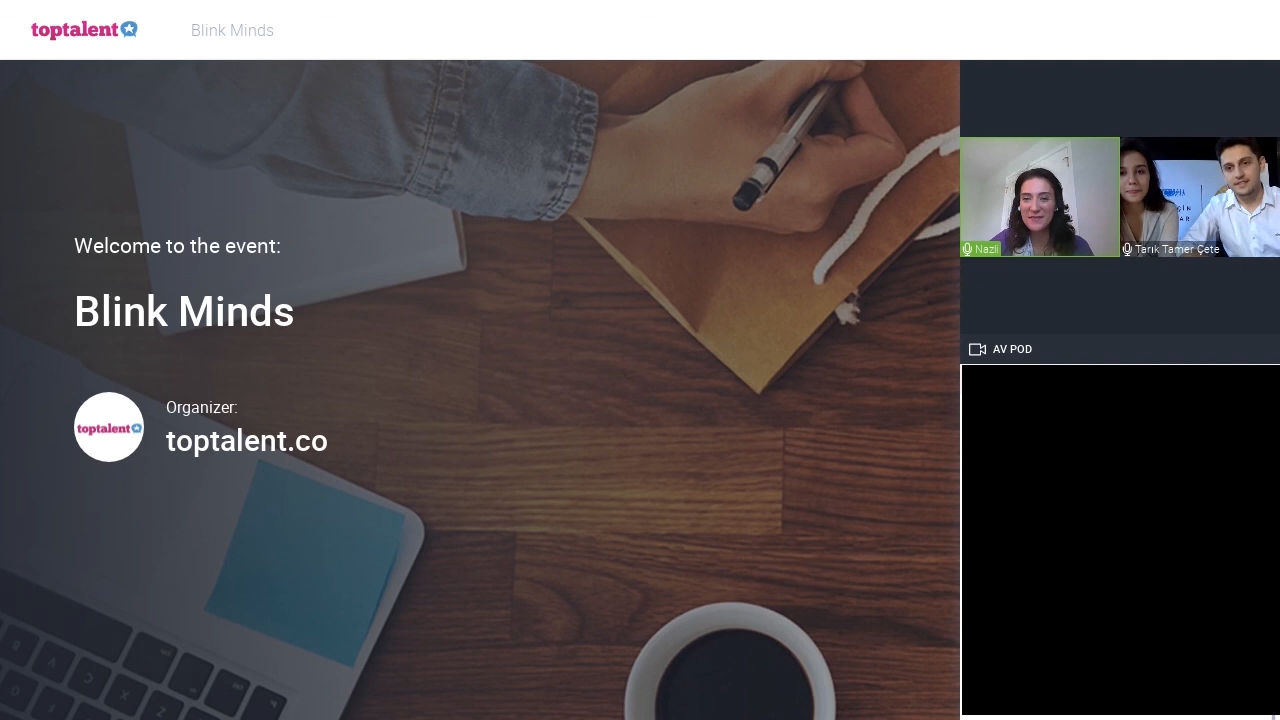 toptalent
Blink Minds
Welcome to the event:
Blink Minds
Organizer:
toptalent
toptalent.co
Nazli
Tarık Tamer Çete
AV POD